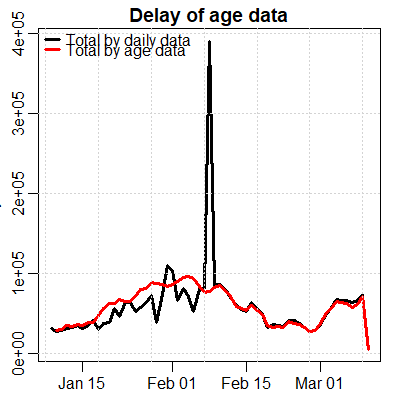 Delay of age data
Total by daily data
Total by age data
4e+05
3e+05
2e+05
1e+05
0e+00
Jan 15 Feb 01 Feb 15 Mar 01